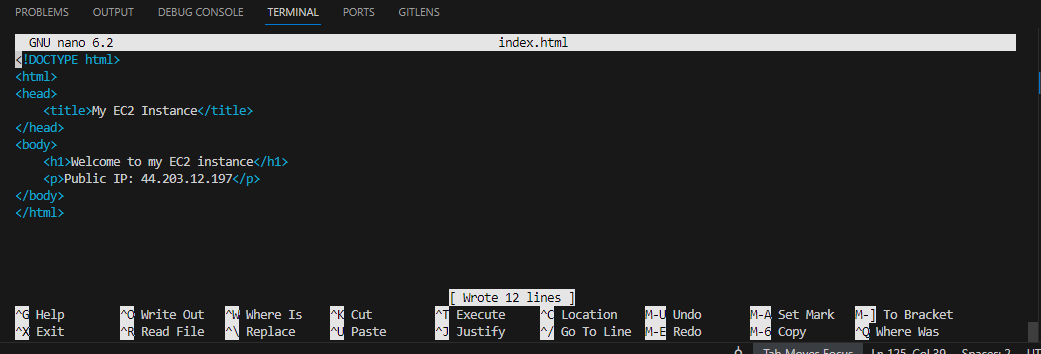 PROBLEMS OUTPUT DEBUG CONSOLE TERMINAL PORTS GITLENS
GNU nano 6.2 index.html
<!DOCTYPE html>
<html>
<head>
    <title>My EC2 Instance</title>
</head>
<body>
    <h1>Welcome to my EC2 instance</h1>
    <p>Public IP: 44.203.12.197</p>
</body>
</html>
[ Wrote 12 lines ]
^G Help ^O Write Out ^W Where Is ^K Cut ^T Execute ^C Location M-U Undo M-A Set Mark M-] To Bracket
^X Exit ^R Read File ^\ Replace ^U Paste ^J Justify ^/ Go To Line M-E Redo M-6 Copy ^Q Where Was
Tab Moves Focus Ln 125, Col 39 Spaces: 2